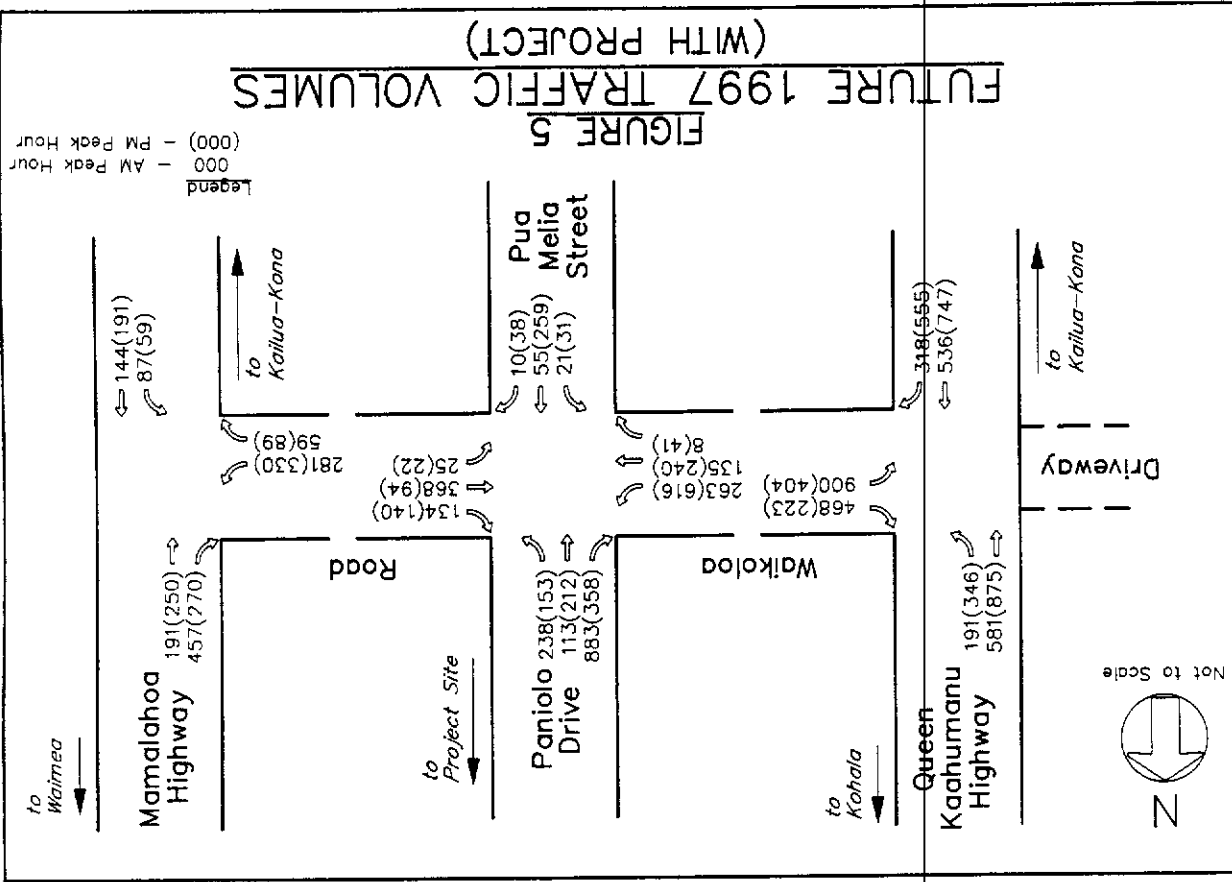 FIGURE 5
FUTURE 1997 TRAFFIC VOLUMES
(WITH PROJECT)
Legend
000 - AM Peak Hour
(000) - PM Peak Hour
to
Waimea
Mamalahoa
Highway
191(250)
457(270)
144(191)
87(59)
to
Kailua-Kona
59(89)
281(330)
Road
to
Project Site
Paniolo
Drive
238(153)
113(212)
883(358)
25(22)
368(94)
134(140)
Pua
Melia
Street
10(38)
55(259)
21(31)
8(41)
135(240)
263(616)
Waikoloa
900(404)
468(223)
318(555)
536(747)
to
Kohala
Queen
Kaahumanu
Highway
191(346)
581(875)
to
Kailua-Kona
Driveway
Not to Scale
N